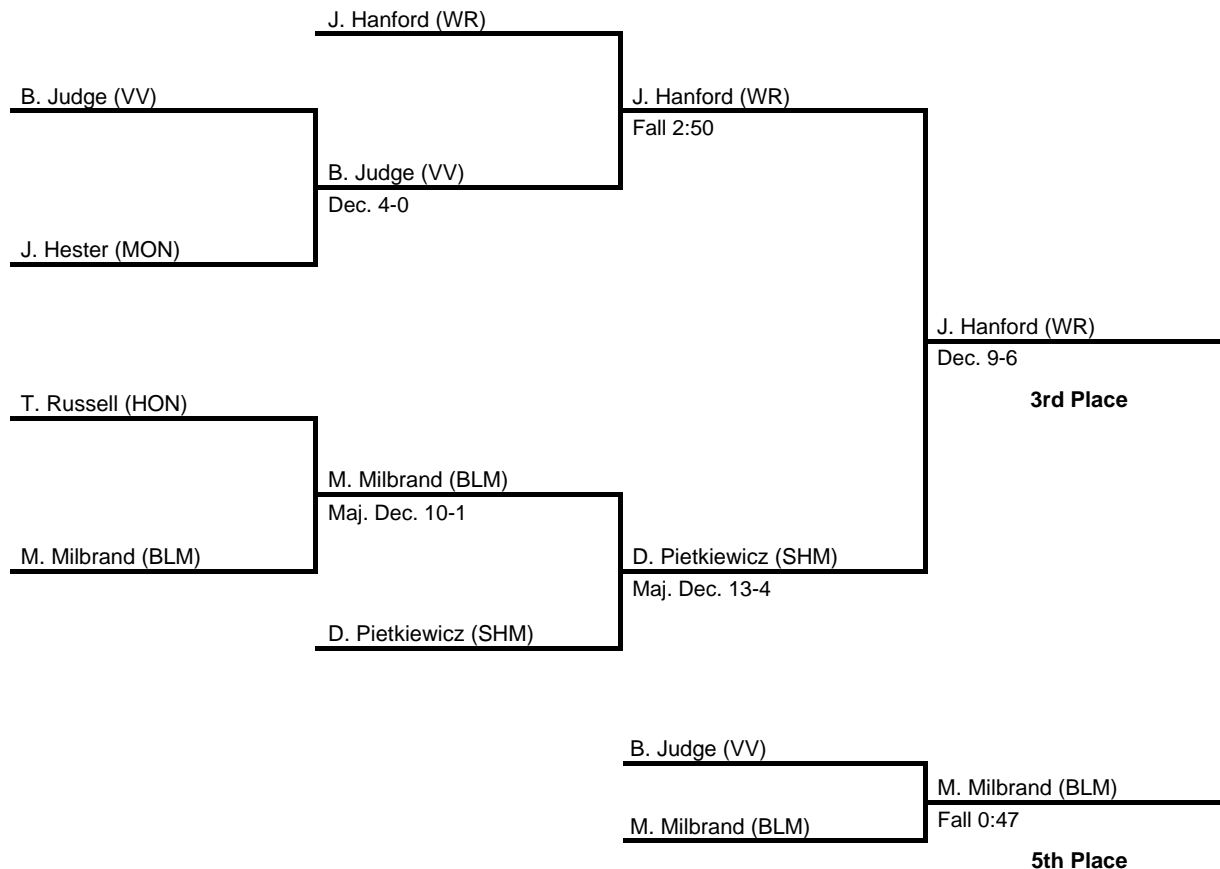 J. Hanford (WR)
B. Judge (VV)
J. Hanford (WR)
Fall 2:50
B. Judge (VV)
Dec. 4-0
J. Hester (MON)
J. Hanford (WR)
Dec. 9-6
3rd Place
T. Russell (HON)
M. Milbrand (BLM)
Maj. Dec. 10-1
M. Milbrand (BLM)
D. Pietkiewicz (SHM)
Maj. Dec. 13-4
D. Pietkiewicz (SHM)
B. Judge (VV)
M. Milbrand (BLM)
Fall 0:47
M. Milbrand (BLM)
5th Place